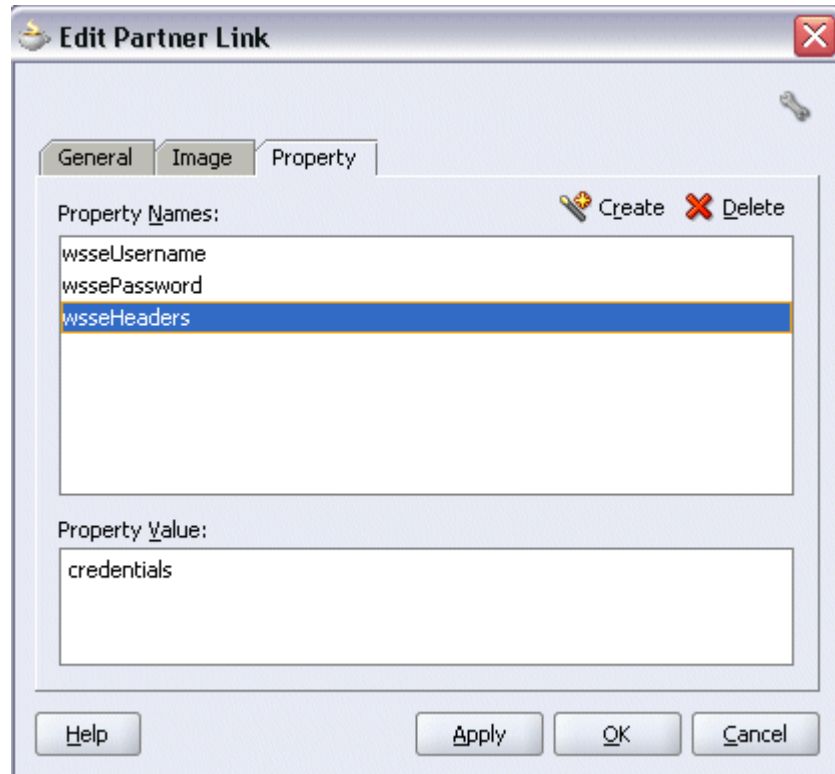 Edit Partner Link
General Image Property
Property Names: Create Delete
wsseUsername
wssePassword
wsseHeaders
Property Value:
credentials
Help Apply OK Cancel